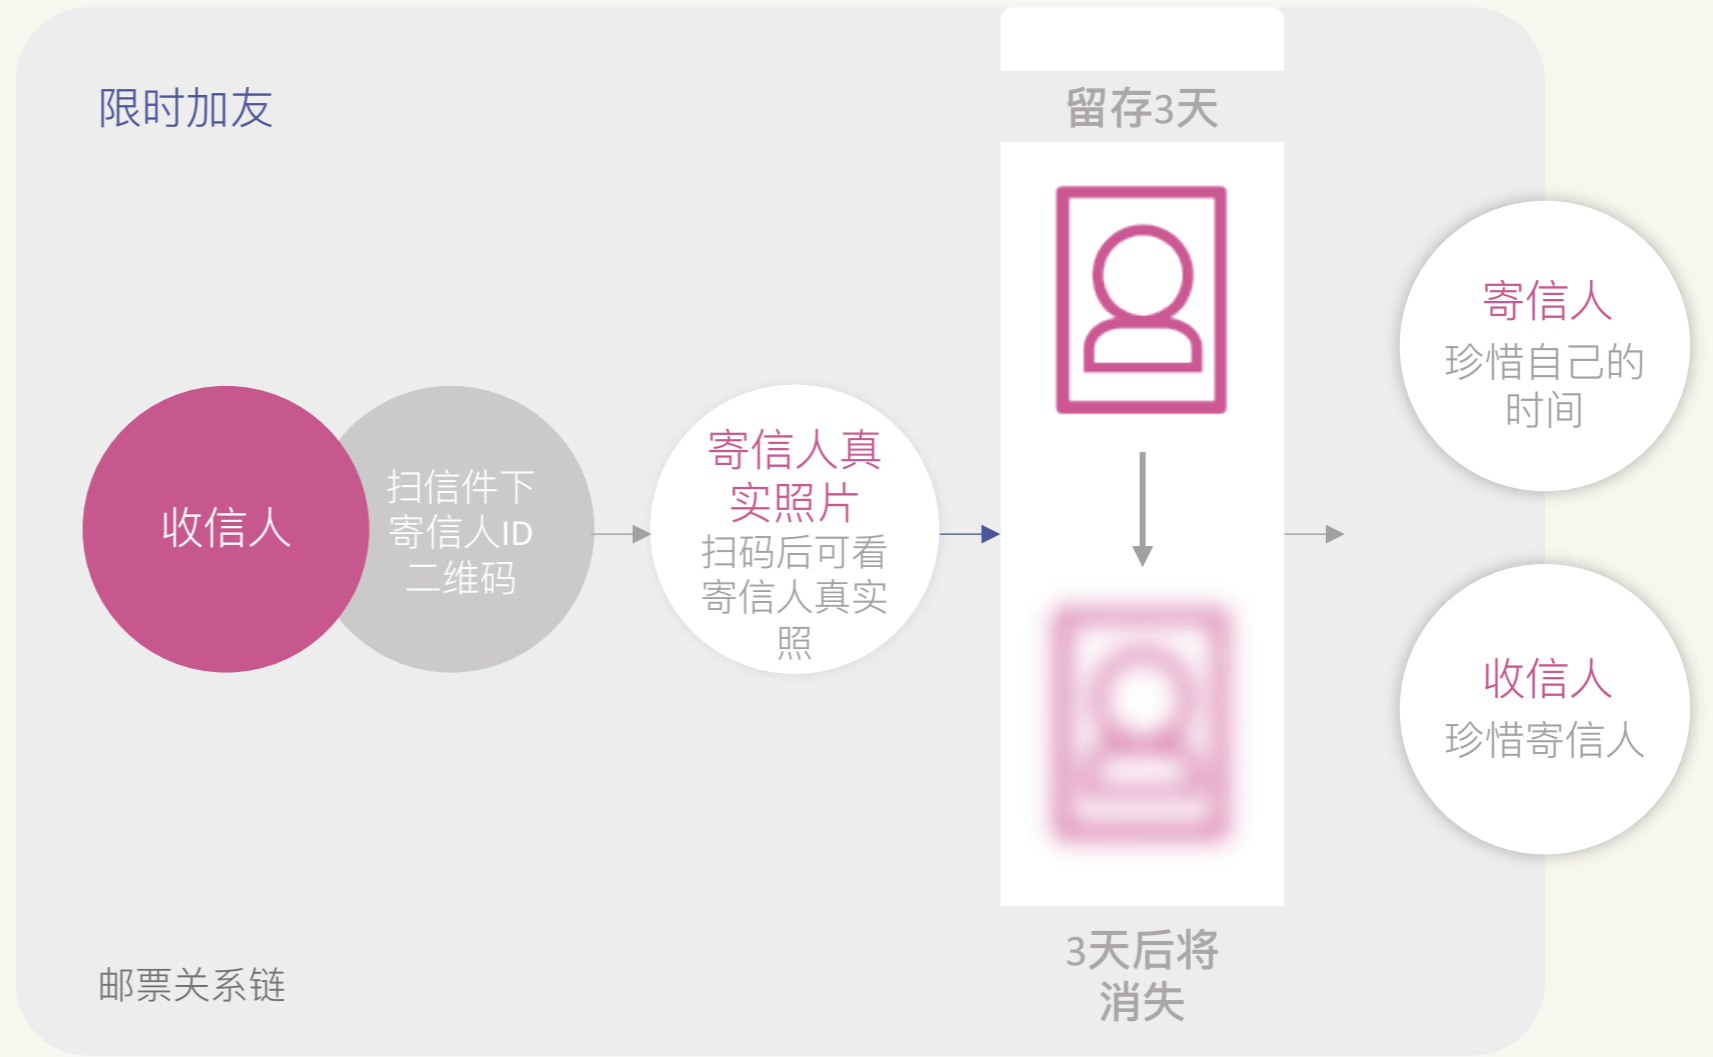 限时加友
留存3天
收信人
扫信件下
寄信人ID
二维码
寄信人真
实照片
扫码后可看
寄信人真实
照
寄信人
珍惜自己的
时间
收信人
珍惜寄信人
3天后将
消失
邮票关系链